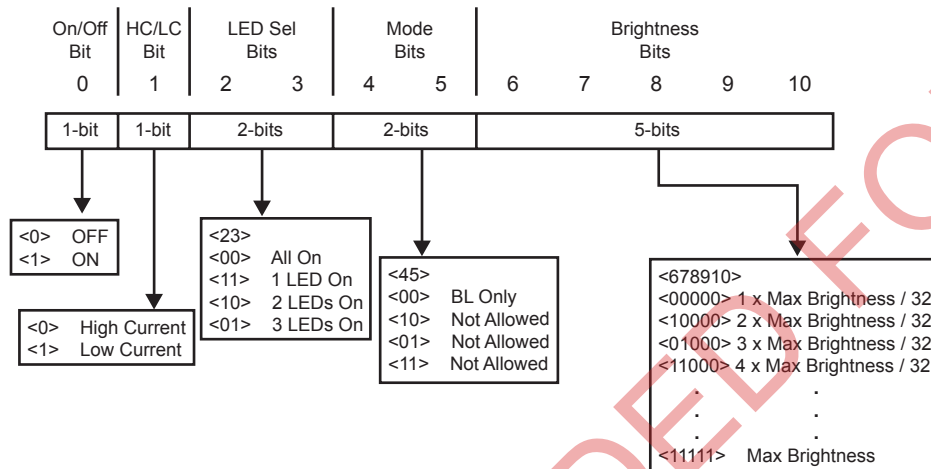 On/Off HC/LC LED Sel Mode Brightness
Bit Bit Bits Bits Bits
0 1 2 3 4 5 6 7 8 9 10
1-bit 1-bit 2-bits 2-bits 5-bits
<0> OFF
<1> ON
<0> High Current
<1> Low Current
<23>
<00> All On
<11> 1 LED On
<10> 2 LEDs On
<01> 3 LEDs On
<45>
<00> BL Only
<10> Not Allowed
<01> Not Allowed
<11> Not Allowed
<678910>
<00000> 1 x Max Brightness / 32
<10000> 2 x Max Brightness / 32
<01000> 3 x Max Brightness / 32
<11000> 4 x Max Brightness / 32
. .
. .
. .
<11111> Max Brightness
DED FO